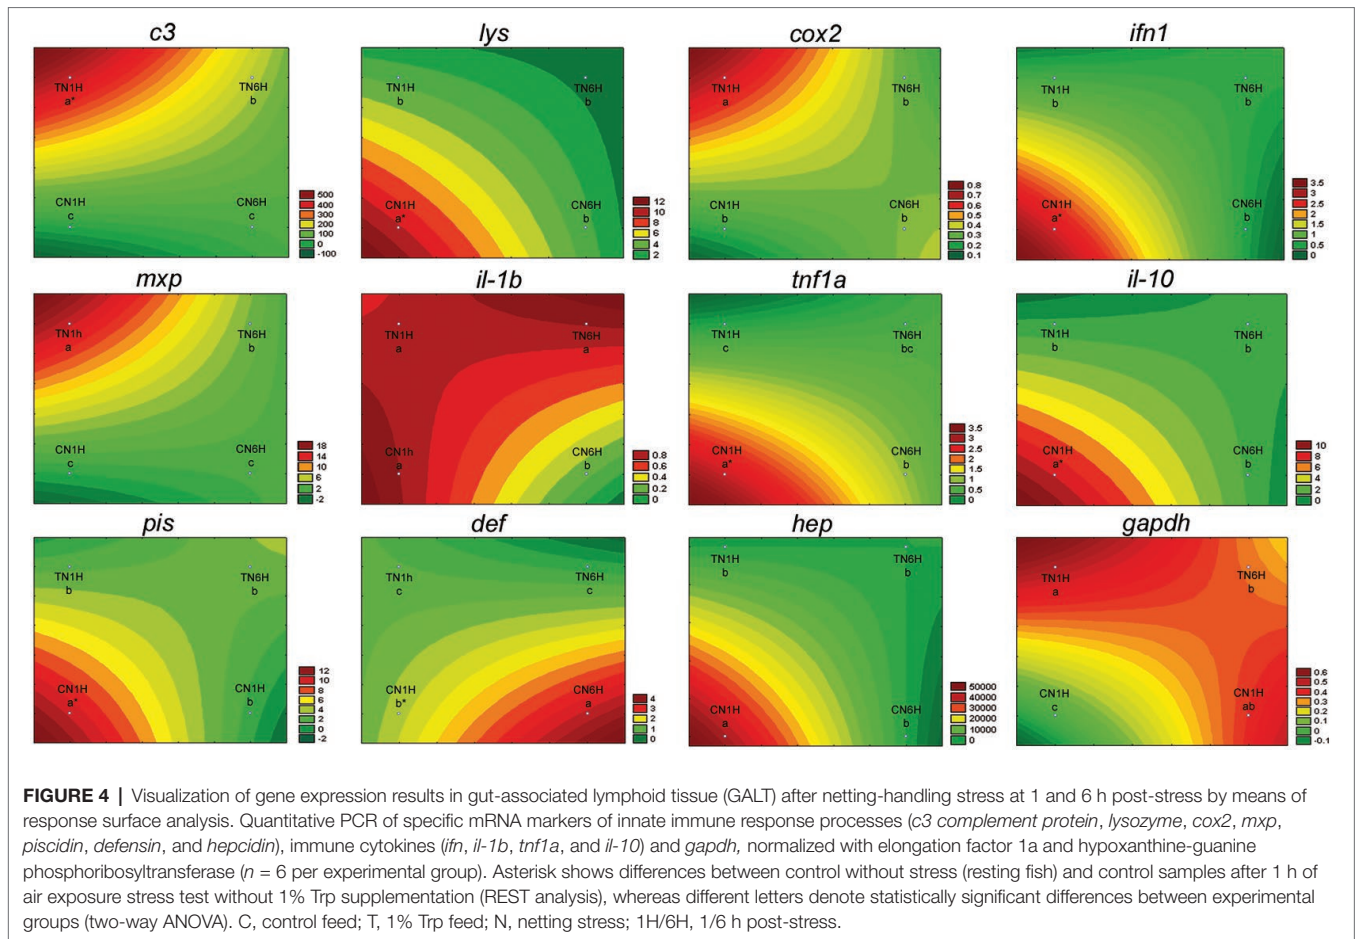 c3
lys
cox2
ifn1
TN1H
a*
TN6H
b
TN1H
b
TN6H
b
TN1H
a
TN6H
b
TN1H
b
TN6H
b
CN1H
c
CN6H
c
500
400
300
200
100
0
-100
CN1H
a*
CN6H
b
12
10
8
6
4
2
CN1H
b
CN6H
b
0.8
0.7
0.6
0.5
0.4
0.3
0.2
0.1
CN1H
a*
CN6H
b
3.5
3
2.5
2
1.5
1
0.5
0
mxp
il-1b
tnf1a
il-10
TN1h
a
TN6H
b
TN1H
a
TN6H
a
TN1H
c
TN6H
bc
TN1H
b
TN6H
b
CN1H
c
CN6H
c
18
14
10
6
2
-2
CN1h
a
CN6H
b
0.8
0.6
0.4
0.2
0
CN1H
a*
CN6H
b
3.5
3
2.5
2
1.5
1
0.5
0
CN1H
a*
CN6H
b
10
8
6
4
2
0
pis
def
hep
gapdh
TN1H
b
TN6H
b
TN1h
c
TN6H
c
TN1H
b
TN6H
b
TN1H
a
TN6H
b
CN1H
a*
CN1H
b
12
10
8
6
4
2
0
-2
CN1H
b*
CN6H
a
4
3
2
1
0
CN1H
a
CN6H
b
50000
40000
30000
20000
10000
0
CN1H
c
CN1H
ab
0.6
0.5
0.4
0.3
0.2
0.1
0
-0.1
FIGURE 4 | Visualization of gene expression results in gut-associated lymphoid tissue (GALT) after netting-handling stress at 1 and 6 h post-stress by means of
response surface analysis. Quantitative PCR of specific mRNA markers of innate immune response processes (c3 complement protein, lysozyme, cox2, mxp,
piscidin, defensin, and hepcidin), immune cytokines (ifn, il-1b, tnf1a, and il-10) and gapdh, normalized with elongation factor 1a and hypoxanthine-guanine
phosphoribosyltransferase (n = 6 per experimental group). Asterisk shows differences between control without stress (resting fish) and control samples after 1 h of
air exposure stress test without 1% Trp supplementation (REST analysis), whereas different letters denote statistically significant differences between experimental
groups (two-way ANOVA). C, control feed; T, 1% Trp feed; N, netting stress; 1H/6H, 1/6 h post-stress.